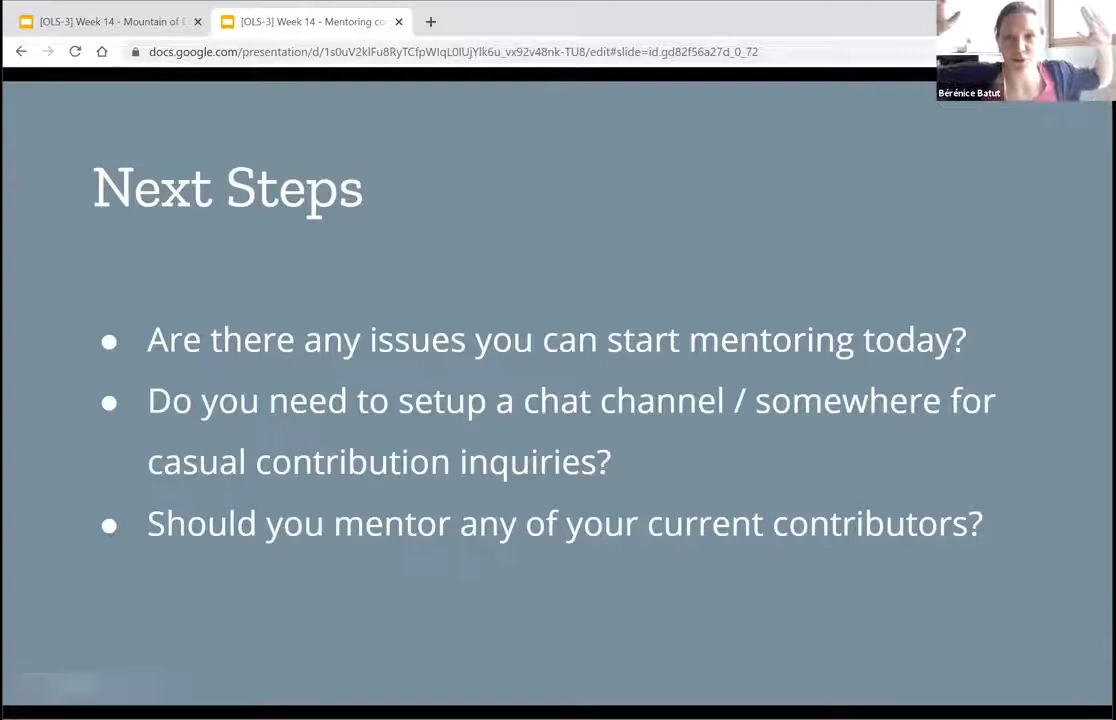 [OLS-3] Week 14 - Mountain of E
[OLS-3] Week 14 - Mentoring co
docs.google.com/presentation/d/1s0uV2klFu8RyTCfpWIqL0lUjYlk6u_vx92v48nk-TU8/edit#slide=id.gd82f56a27d_0_72
Bérénice Batut
Next Steps
● Are there any issues you can start mentoring today?
● Do you need to setup a chat channel / somewhere for
casual contribution inquiries?
● Should you mentor any of your current contributors?